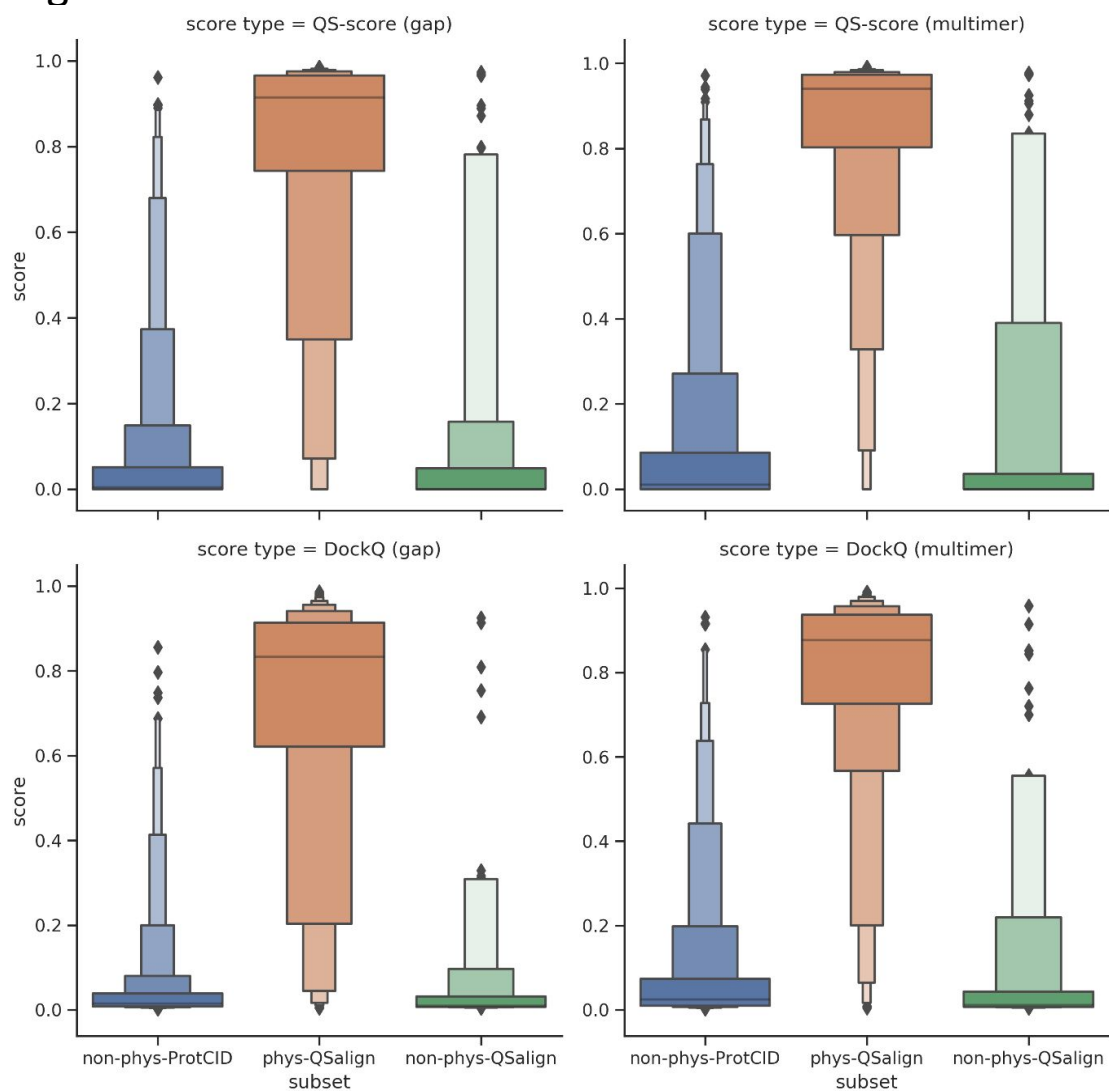 score type = QS-score (gap)
score type = QS-score (multimer)
1.0
0.8
0.6
0.4
0.2
0.0
score
1.0
0.8
0.6
0.4
0.2
0.0
score type = DockQ (gap)
score type = DockQ (multimer)
1.0
0.8
0.6
0.4
0.2
0.0
score
1.0
0.8
0.6
0.4
0.2
0.0
non-phys-ProtCID phys-QSalign non-phys-QSalign
subset
non-phys-ProtCID phys-QSalign non-phys-QSalign
subset